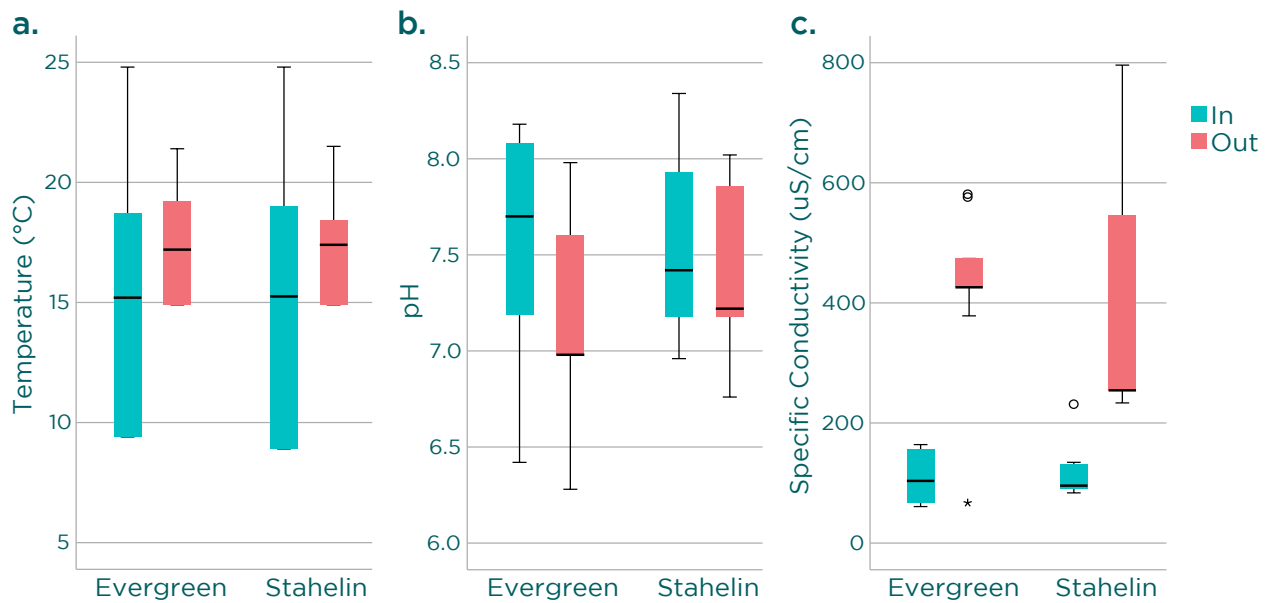 a.
Temperature (°C)
25
20
15
10
5
Evergreen Stahelin
b.
pH
8.5
8.0
7.5
7.0
6.5
6.0
Evergreen Stahelin
c.
Specific Conductivity (uS/cm)
800
600
400
200
0
Evergreen Stahelin
In
Out